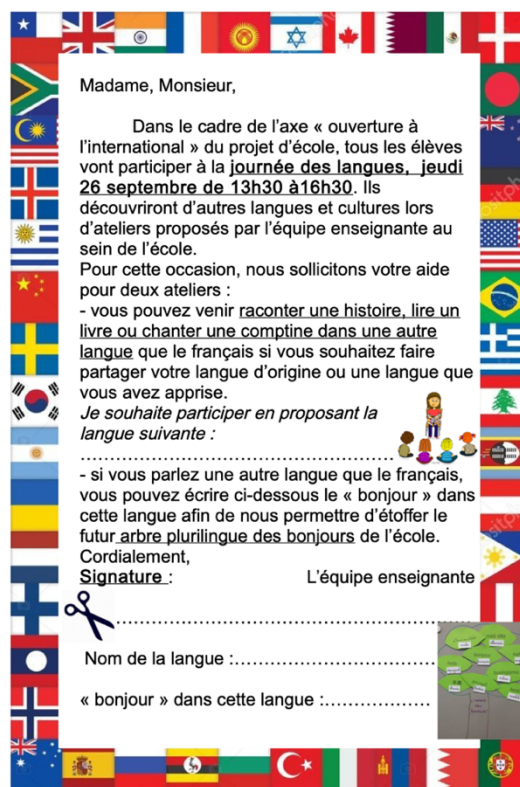 Madame, Monsieur,
Dans le cadre de l’axe « ouverture à
l’international » du projet d’école, tous les élèves
vont participer à la journée des langues, jeudi
26 septembre de 13h30 à16h30. Ils
découvriront d’autres langues et cultures lors
d’ateliers proposés par l’équipe enseignante au
sein de l’école.
Pour cette occasion, nous sollicitons votre aide
pour deux ateliers :
- vous pouvez venir raconter une histoire, lire un
livre ou chanter une comptine dans une autre
langue que le français si vous souhaitez faire
partager votre langue d’origine ou une langue que
vous avez apprise.
Je souhaite participer en proposant la
langue suivante :
……………………………………………
- si vous parlez une autre langue que le français,
vous pouvez écrire ci-dessous le « bonjour » dans
cette langue afin de nous permettre d’étoffer le
futur arbre plurilingue des bonjours de l’école.
Cordialement,
Signature : L’équipe enseignante
……………………………………………
Nom de la langue :……………………………
« bonjour » dans cette langue :………………